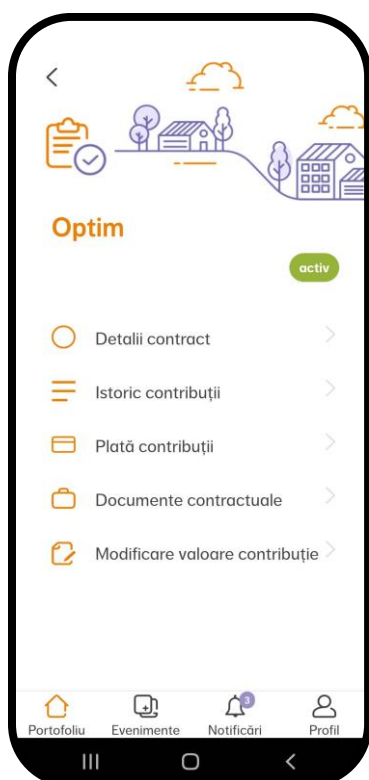 Optim
activ
Detalii contract
Istoric contribuții
Plată contribuții
Documente contractuale
Modificare valoare contribuție
3
Portofoliu Evenimente Notificări Profil